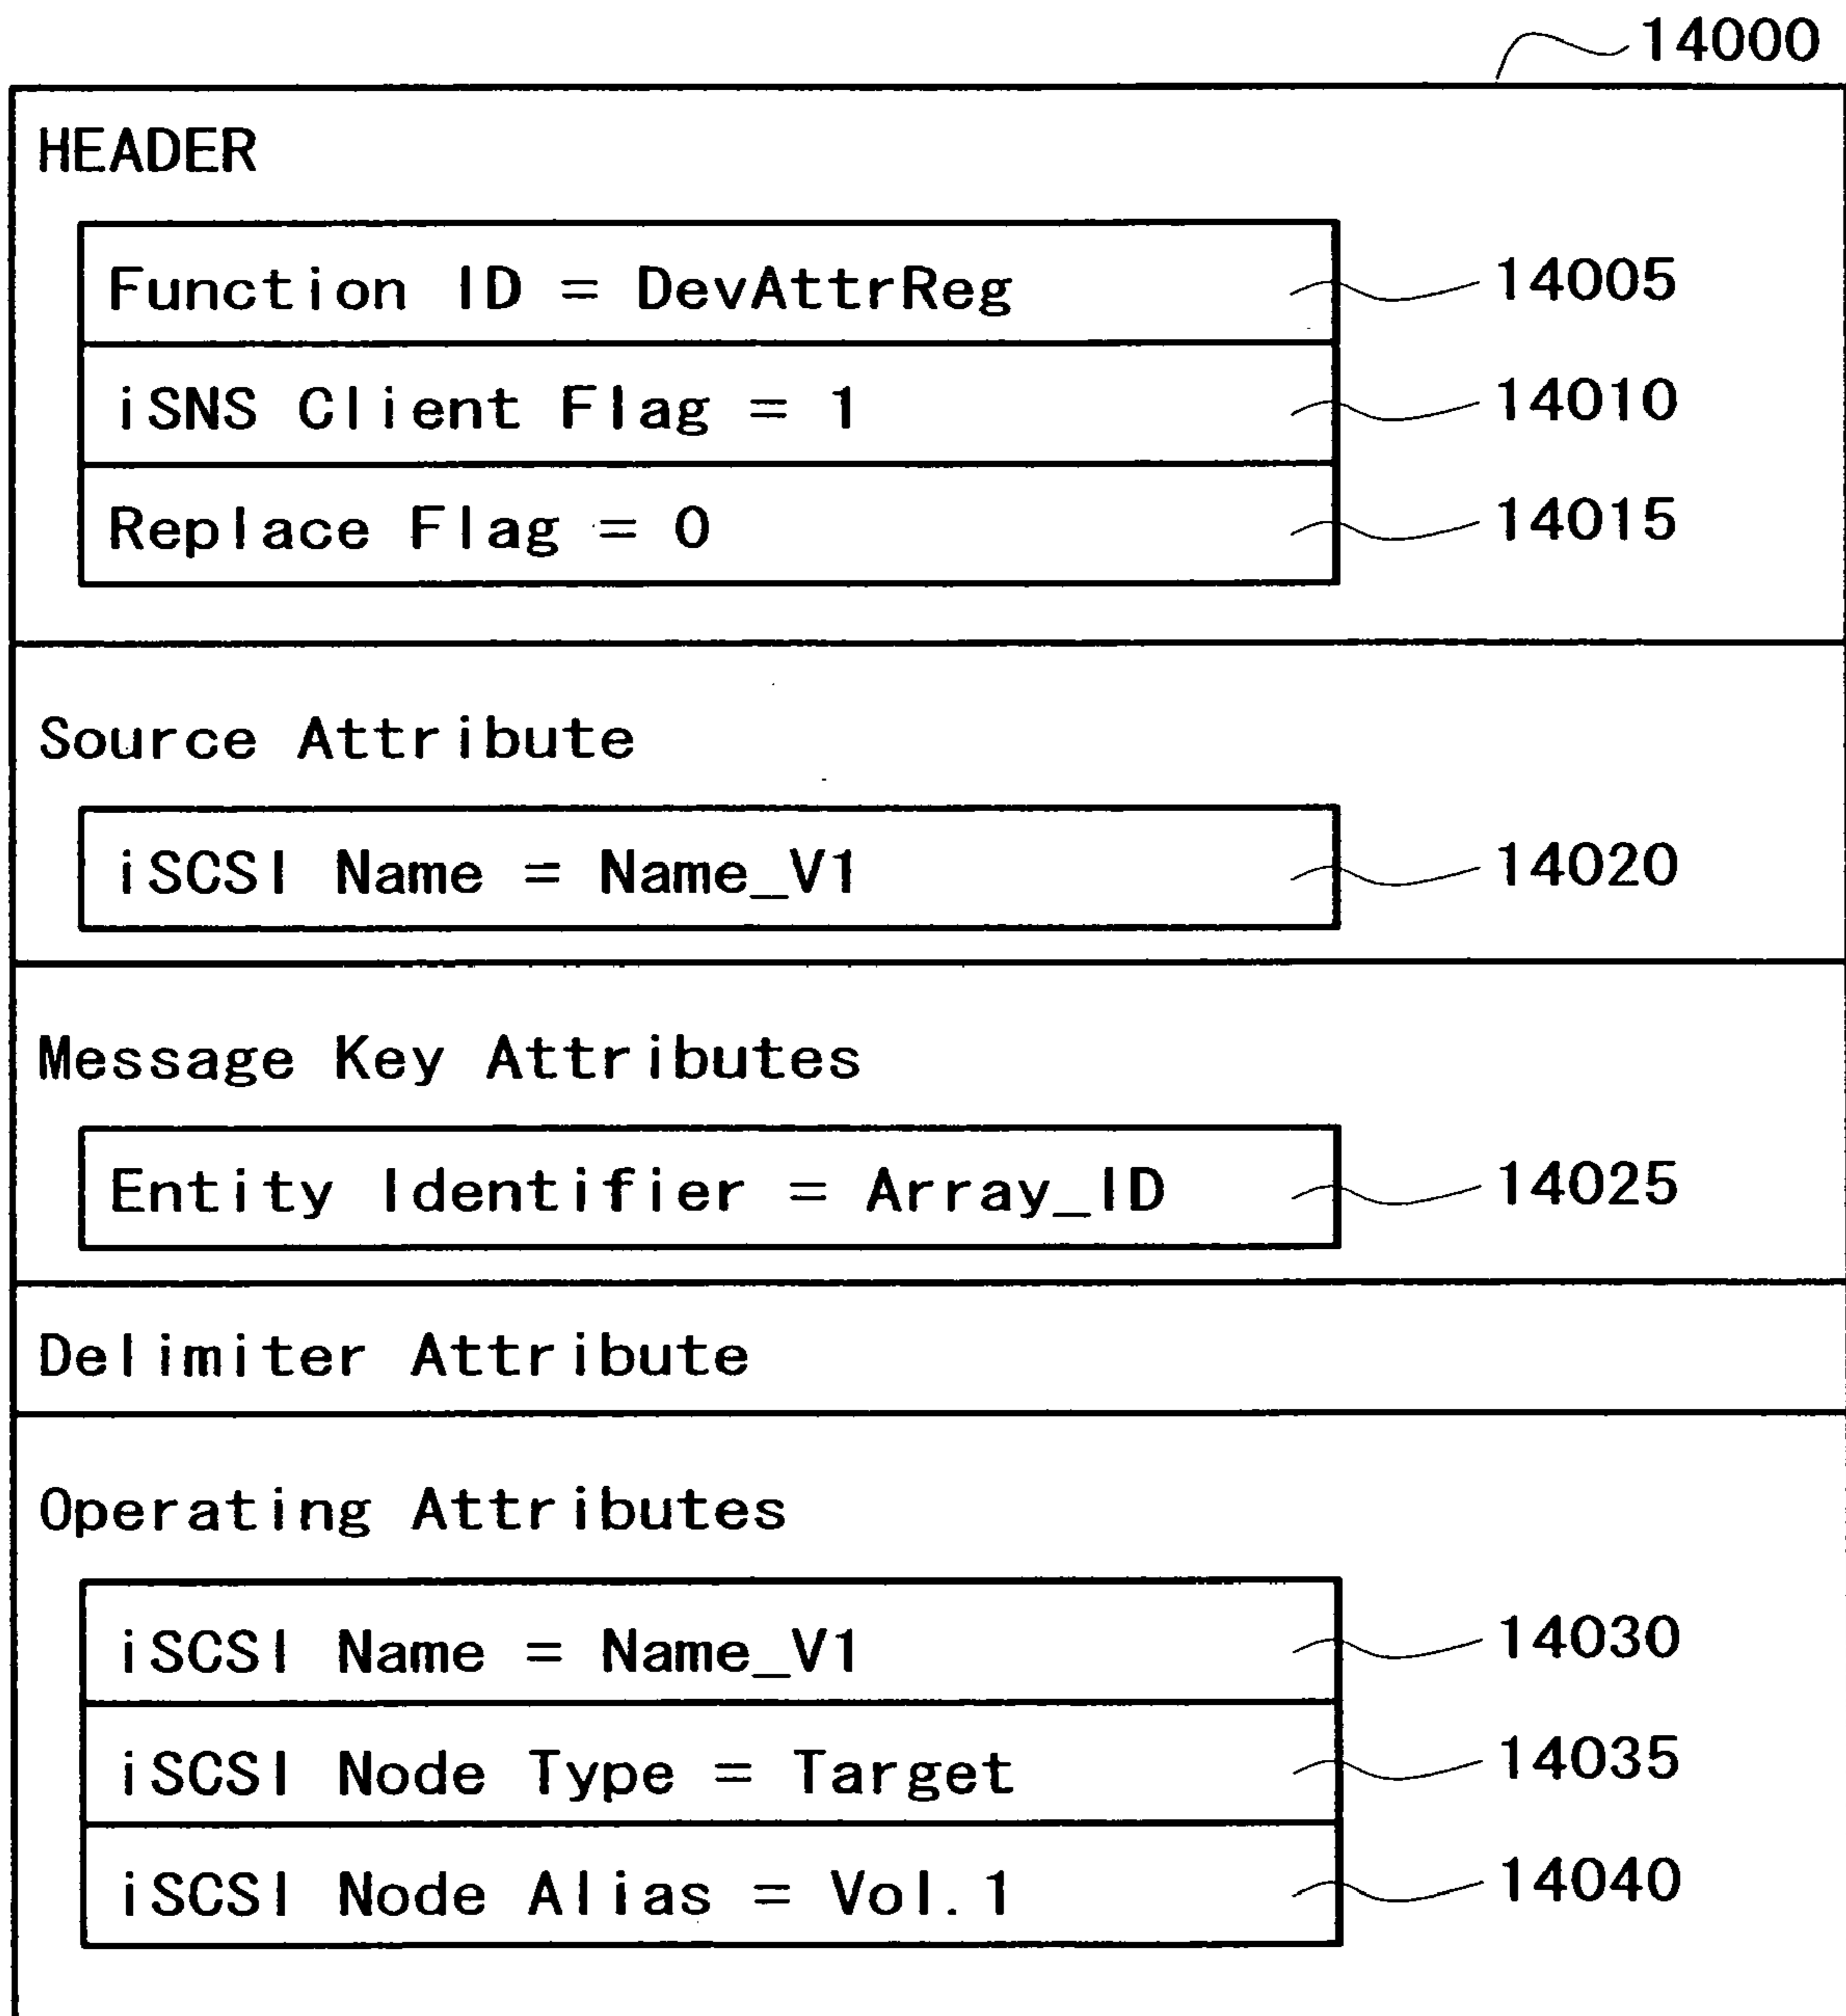 14000
HEADER
Function ID = DevAttrReg 14005
iSNS Client Flag = 1 14010
Replace Flag = 0 14015
Source Attribute
iSCSI Name = Name_V1 14020
Message Key Attributes
Entity Identifier = Array_ID 14025
Delimiter Attribute
Operating Attributes
iSCSI Name = Name_V1 14030
iSCSI Node Type = Target 14035
iSCSI Node Alias = Vol.1 14040